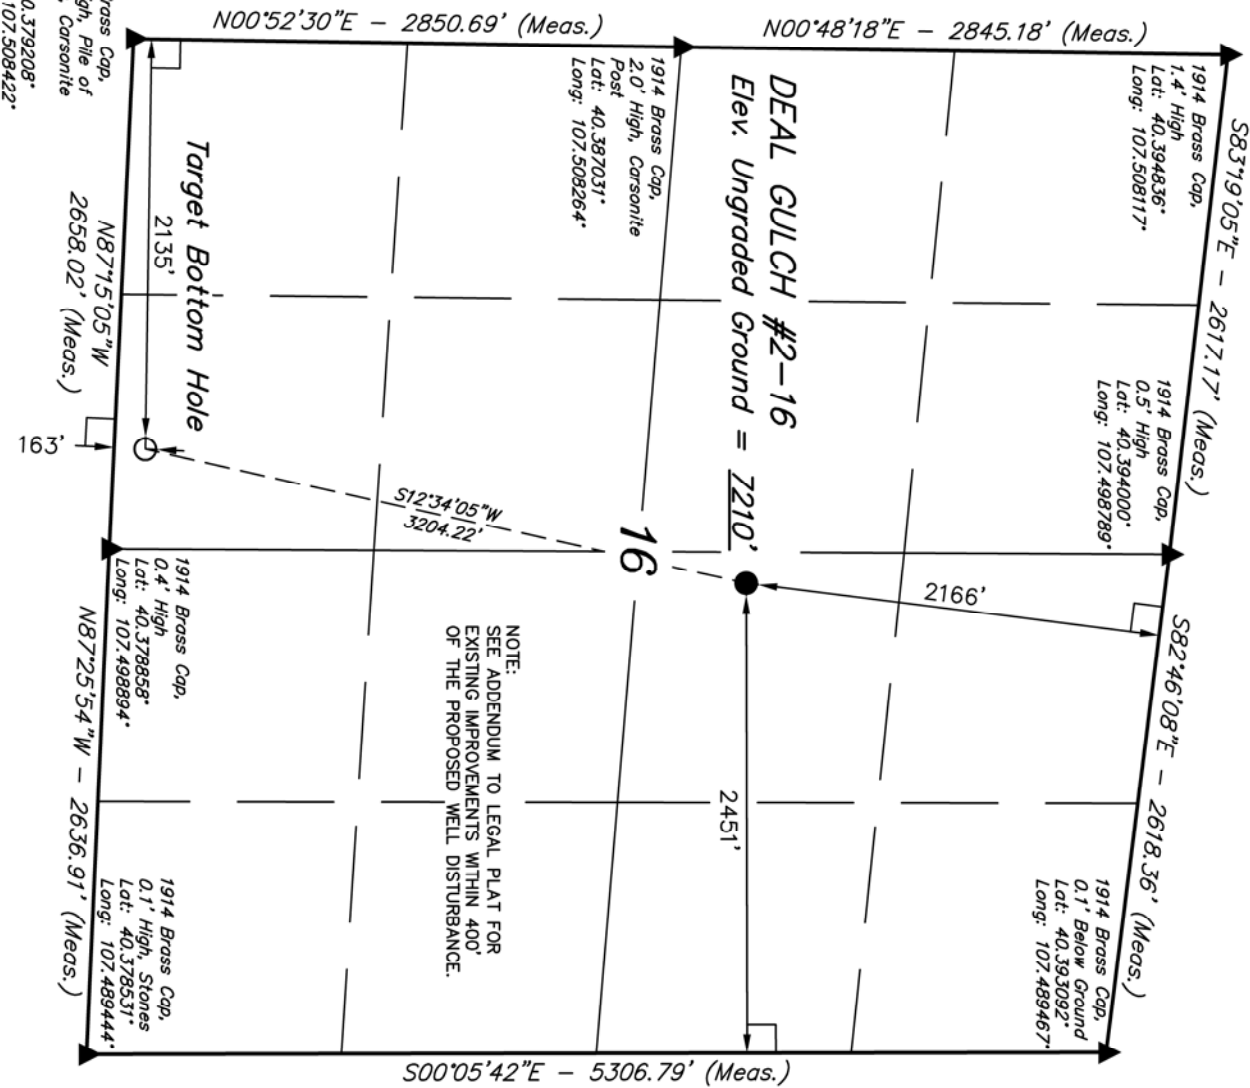 N00°52'30"E - 2850.69' (Meas.)
N00°48'18"E - 2845.18' (Meas.)
S83°19'05"E - 2617.17' (Meas.)
S82°46'08"E - 2618.36' (Meas.)
1914 Brass Cap,
1.4' High
Lat: 40.394836°
Long: 107.508117°
1914 Brass Cap,
0.5' High
Lat: 40.394000°
Long: 107.498789°
1914 Brass Cap,
0.1' Below Ground
Lat: 40.393092°
Long: 107.489467°
1914 Brass Cap,
2.0' High, Carsonite
Post
Lat: 40.387031°
Long: 107.508264°
DEAL GULCH #2-16
Elev. Ungraded Ground = 7210'
2166'
2451'
16
S12°34'05"W
3204.22'
NOTE:
SEE ADDENDUM TO LEGAL PLAT FOR
EXISTING IMPROVEMENTS WITHIN 400'
OF THE PROPOSED WELL DISTURBANCE.
Target Bottom Hole
2135'
163'
Cap,
Pile of
Carsonite
107.508422°
N87°15'05"W
2658.02' (Meas.)
1914 Brass Cap,
0.4' High
Lat: 40.378858°
Long: 107.498894°
N87°25'54"W - 2636.91' (Meas.)
1914 Brass Cap,
0.1' High, Stones
Lat: 40.378531°
Long: 107.489444°
S00°05'42"E - 5306.79' (Meas.)